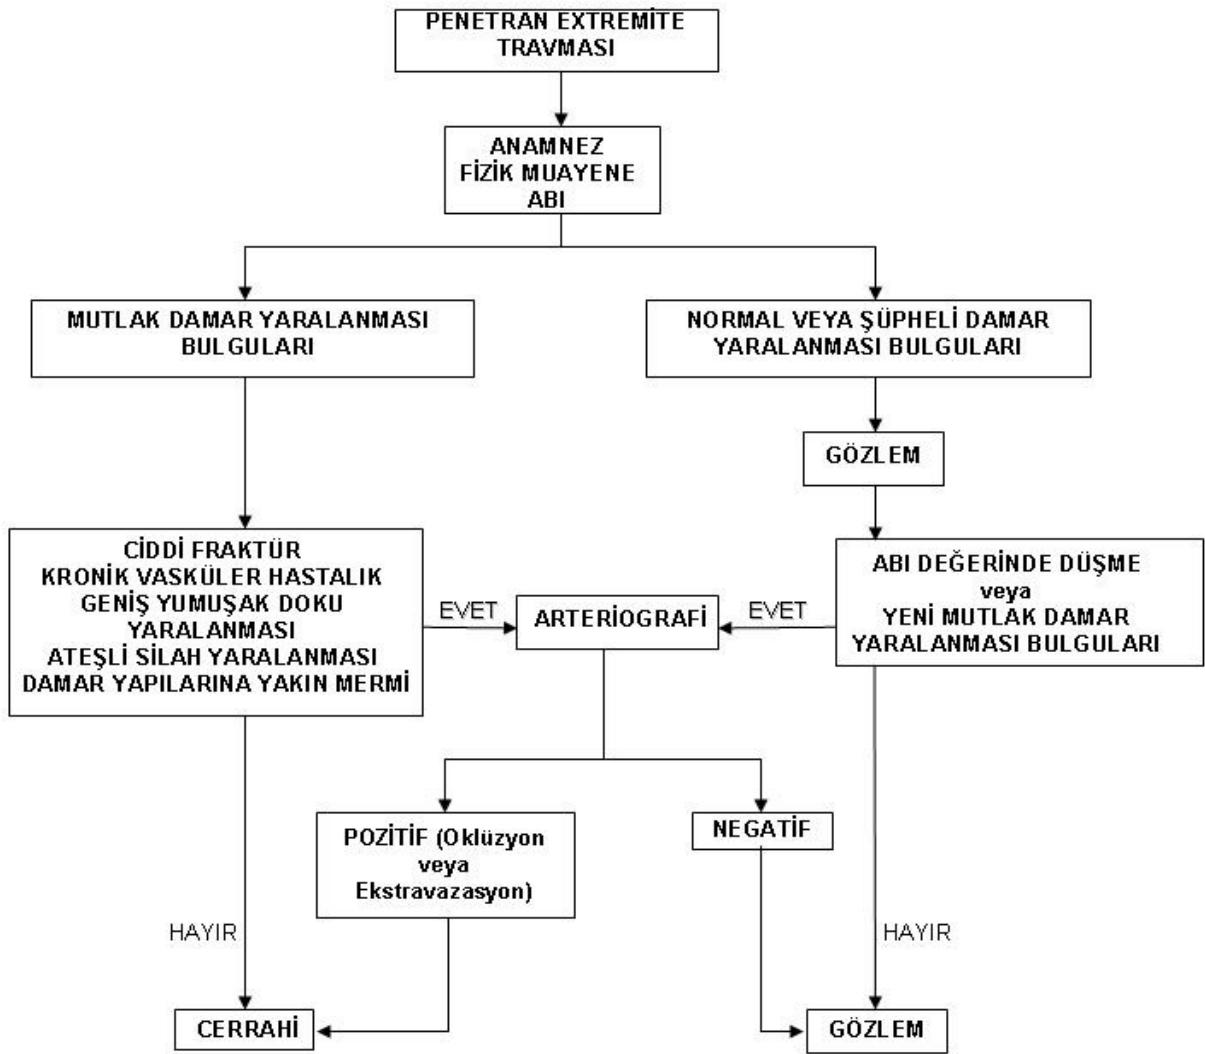 PENETRAN EXTREMITE
TRAVMASI
ANAMNEZ
FİZİK MUAYENE
ABI
MUTLAK DAMAR YARALANMASI
BULGULARI
NORMAL VEYA ŞÜPHELİ DAMAR
YARALANMASI BULGULARI
GÖZLEM
CİDDİ FRAKTÜR
KRONİK VASKÜLER HASTALIK
GENİŞ YUMUŞAK DOKU
YARALANMASI
ATEŞLİ SİLAH YARALANMASI
DAMAR YAPILARINA YAKIN MERMİ
EVET
ARTERİOGRAFİ
EVET
ABI DEĞERİNDE DÜŞME
veya
YENİ MUTLAK DAMAR
YARALANMASI BULGULARI
POZİTİF (Oklüzyon
veya
Ekstravazasyon)
NEGATİF
HAYIR
HAYIR
CERRAHİ
GÖZLEM